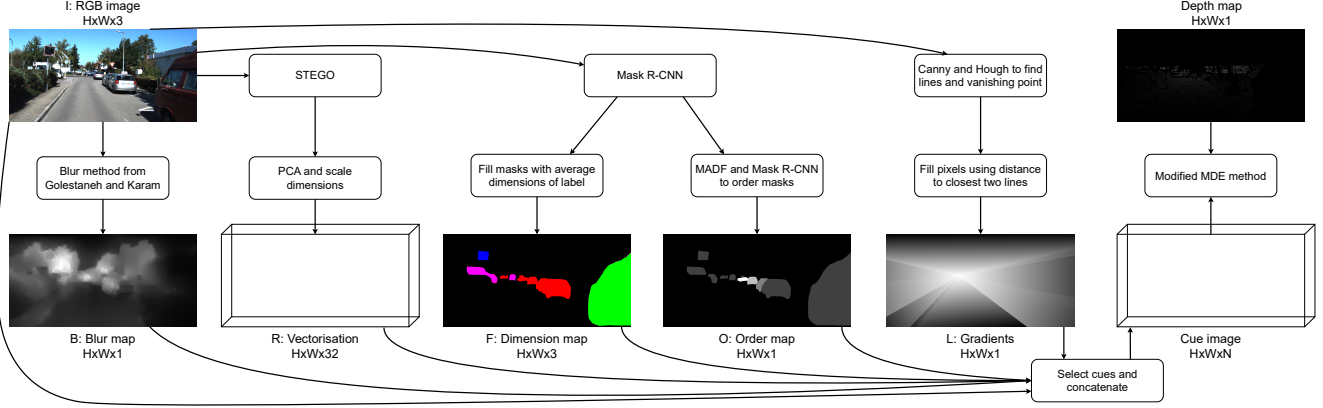 I: RGB image
HxWx3
Depth map
HxWx1
STEGO
Mask R-CNN
Canny and Hough to find
lines and vanishing point
Blur method from
Golestaneh and Karam
PCA and scale
dimensions
Fill masks with average
dimensions of label
MADF and Mask R-CNN
to order masks
Fill pixels using distance
to closest two lines
Modified MDE method
B: Blur map
HxWx1
R: Vectorisation
HxWx32
F: Dimension map
HxWx3
O: Order map
HxWx1
L: Gradients
HxWx1
Cue image
HxWxN
Select cues and
concatenate